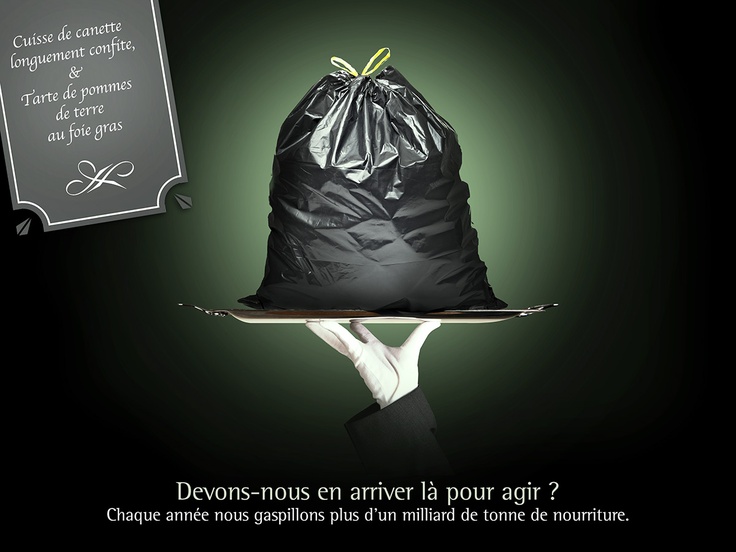 Cuisse de canette
longuement confite,
&
Tarte de pommes
de terre
au foie gras
Devons-nous en arriver là pour agir ?
Chaque année nous gaspillons plus d'un milliard de tonne de nourriture.